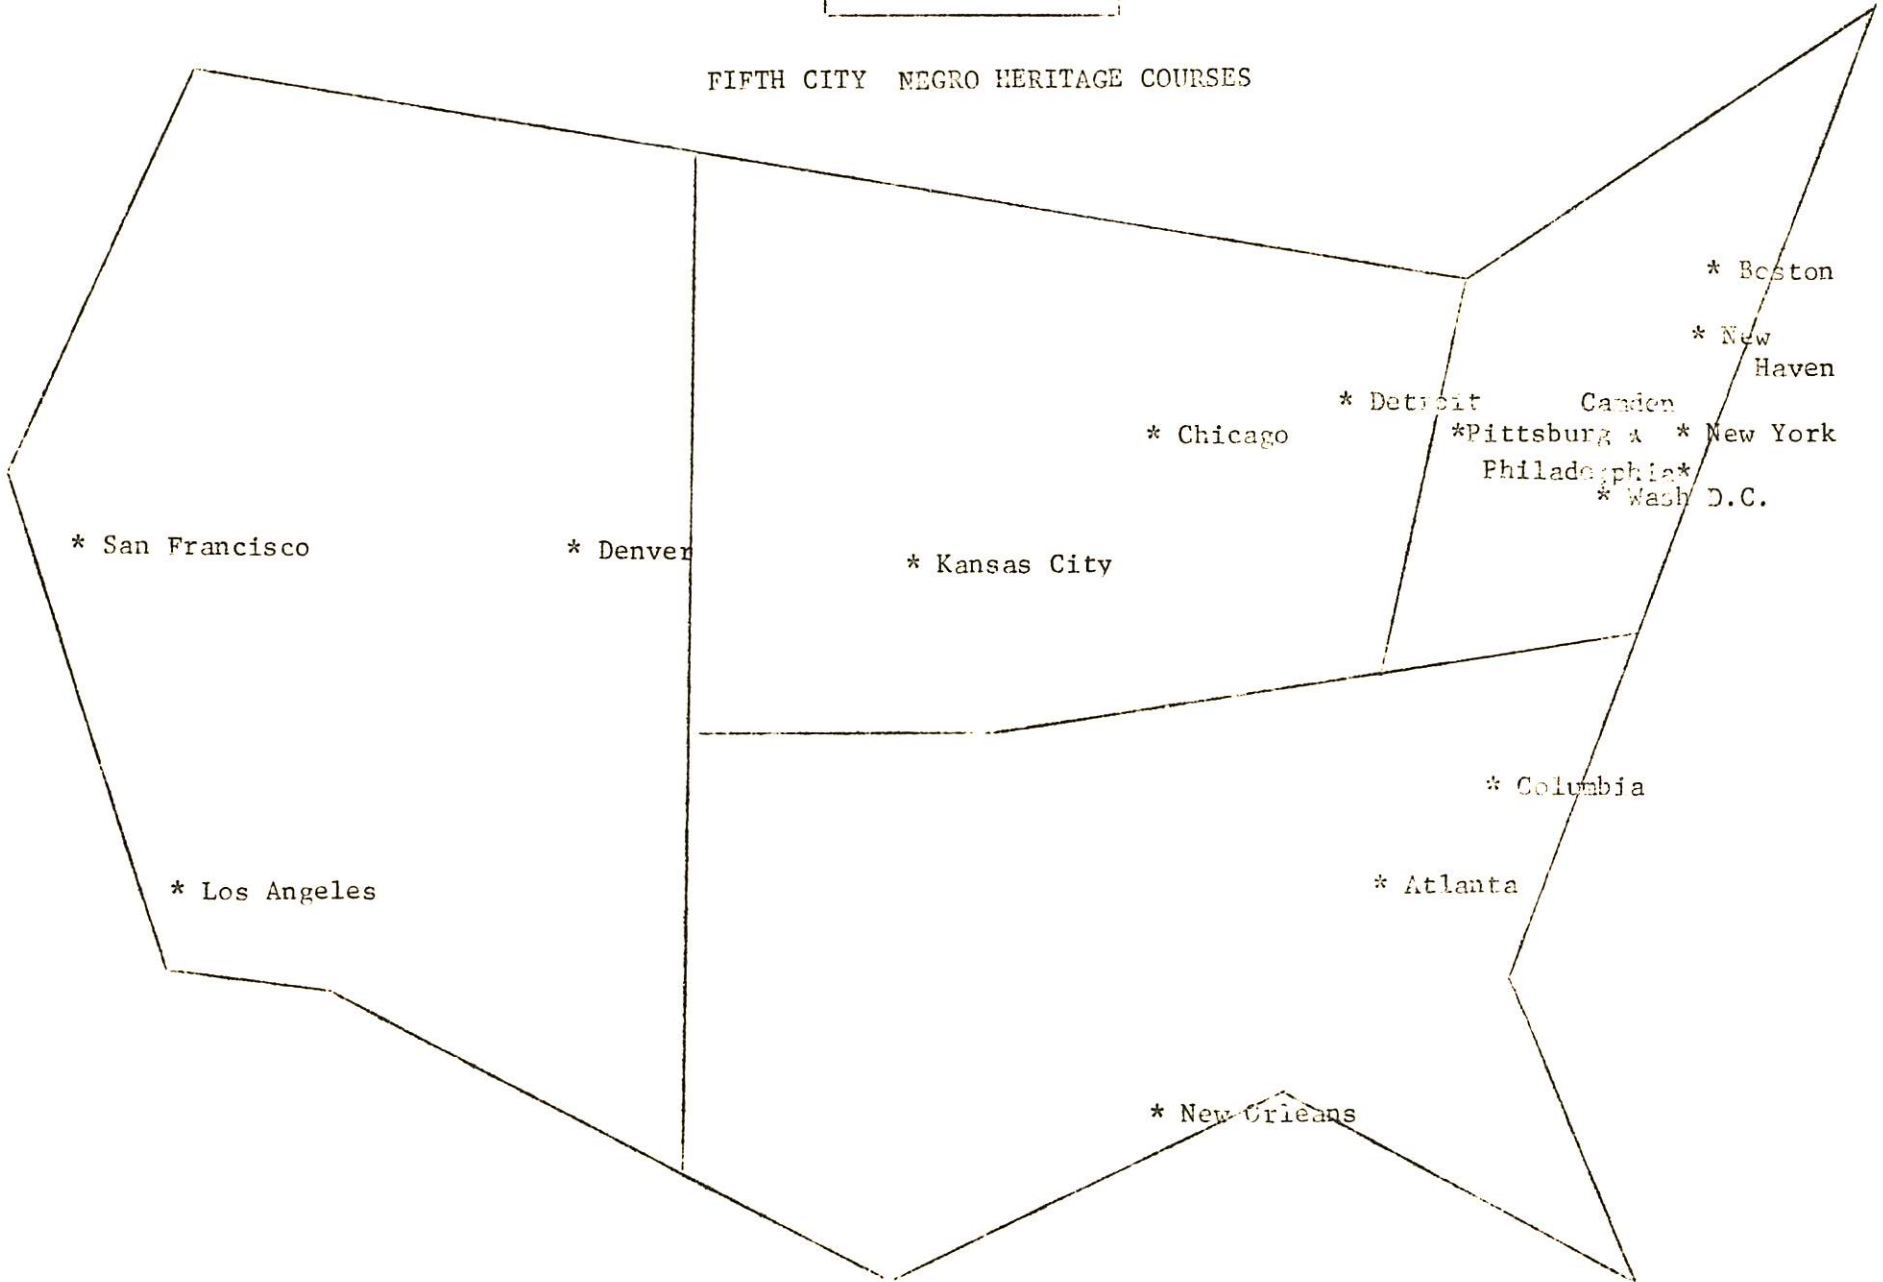 FIFTH CITY NEGRO HERITAGE COURSES
* Boston
* New
Haven
* Detroit
Camden
* Chicago
*Pittsburg *
* New York
Philadelphia*
* Wash D.C.
* San Francisco
* Denver
* Kansas City
* Columbia
* Los Angeles
* Atlanta
* New Orleans